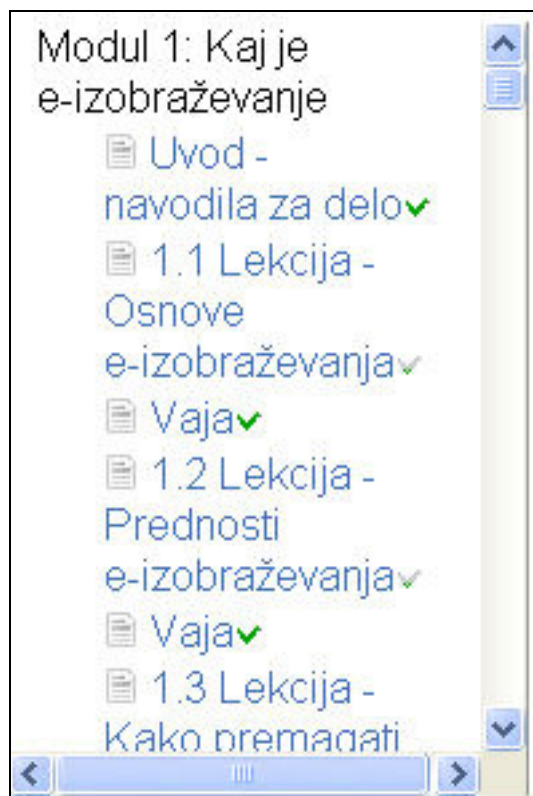 Modul 1: Kaj je
e-izobraževanje
Uvod -
navodila za delo
1.1 Lekcija -
Osnove
e-izobraževanja
Vaja
1.2 Lekcija -
Prednosti
e-izobraževanja
Vaja
1.3 Lekcija -
Kako premagati